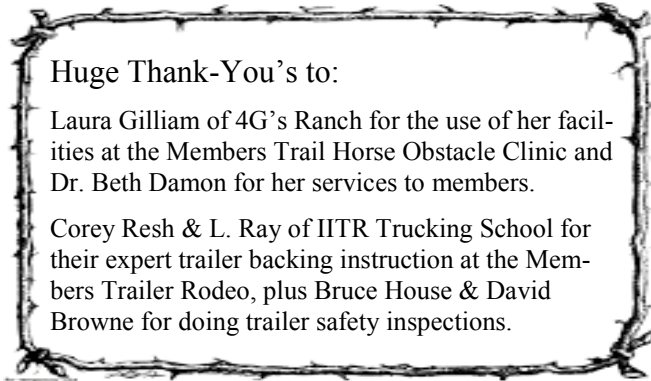 Huge Thank-You’s to:
Laura Gilliam of 4G’s Ranch for the use of her facil-
ities at the Members Trail Horse Obstacle Clinic and
Dr. Beth Damon for her services to members.
Corey Resh & L. Ray of IITR Trucking School for
their expert trailer backing instruction at the Mem-
bers Trailer Rodeo, plus Bruce House & David
Browne for doing trailer safety inspections.